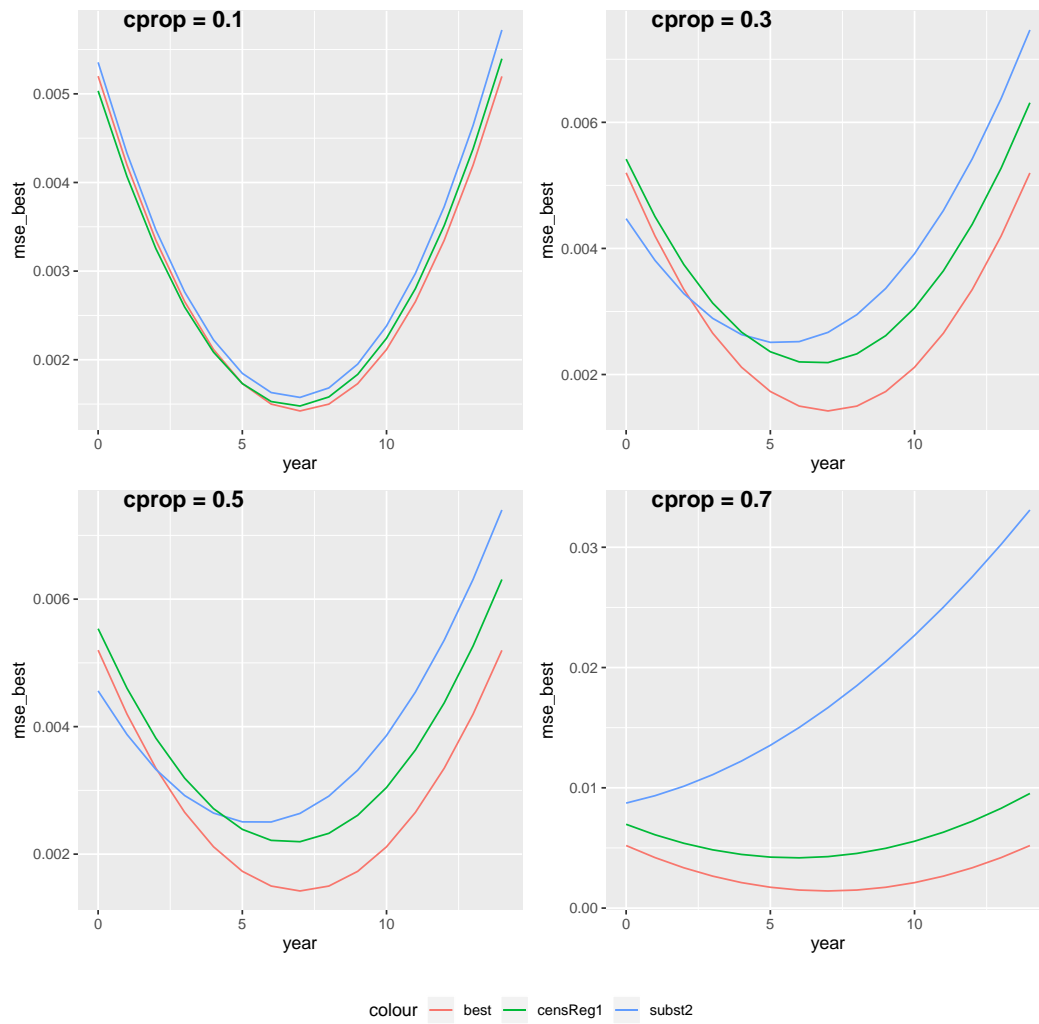 cprop = 0.1
mse_best
0.005
0.004
0.003
0.002
0
5
10
year
cprop = 0.3
mse_best
0.006
0.004
0.002
0
5
10
year
cprop = 0.5
mse_best
0.006
0.004
0.002
0
5
10
year
cprop = 0.7
mse_best
0.03
0.02
0.01
0.00
0
5
10
year
colour best censReg1 subst2